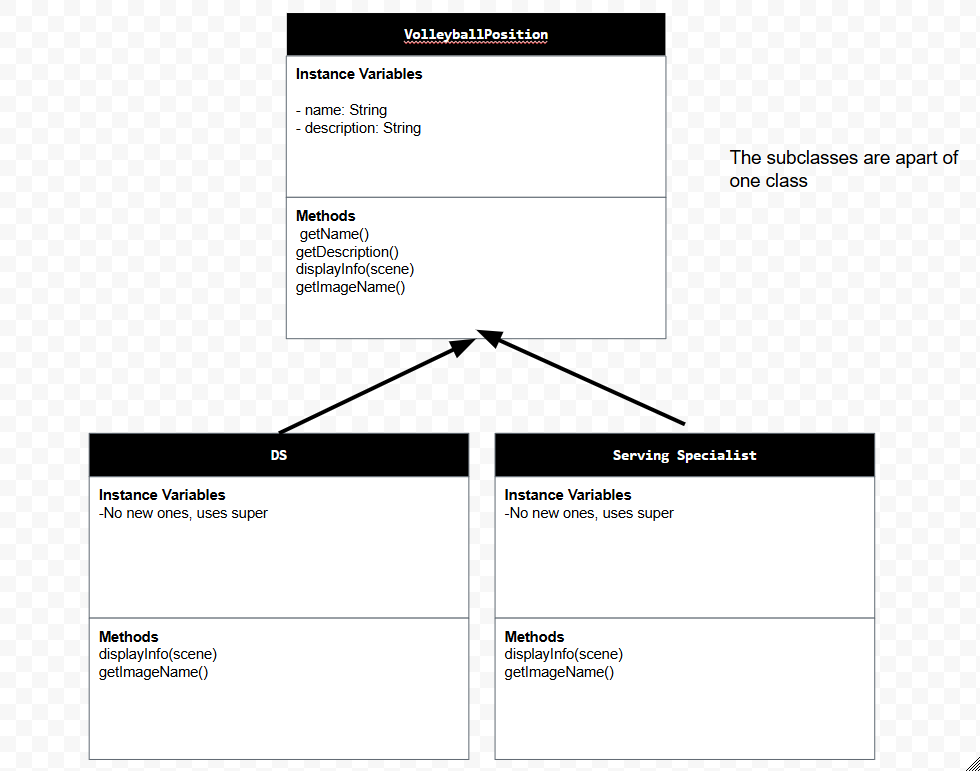 VolleyballPosition
Instance Variables
- name: String
- description: String
The subclasses are apart of
one class
Methods
getName()
getDescription()
displayInfo(scene)
getImageName()
DS
Instance Variables
-No new ones, uses super
Methods
displayInfo(scene)
getImageName()
Serving Specialist
Instance Variables
-No new ones, uses super
Methods
displayInfo(scene)
getImageName()